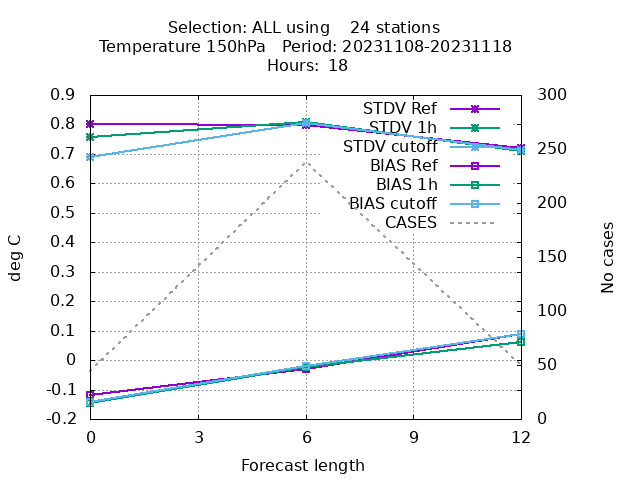 Selection: ALL using    24 stations
Temperature 150hPa   Period: 20231108-20231118
Hours: 18
0.9
0.8
0.7
0.6
0.5
0.4
0.3
0.2
0.1
0
-0.1
-0.2
deg C
STDV Ref
STDV 1h
STDV cutoff
BIAS Ref
BIAS 1h
BIAS cutoff
CASES
300
250
200
150
100
50
0
No cases
0 3 6 9 12
Forecast length